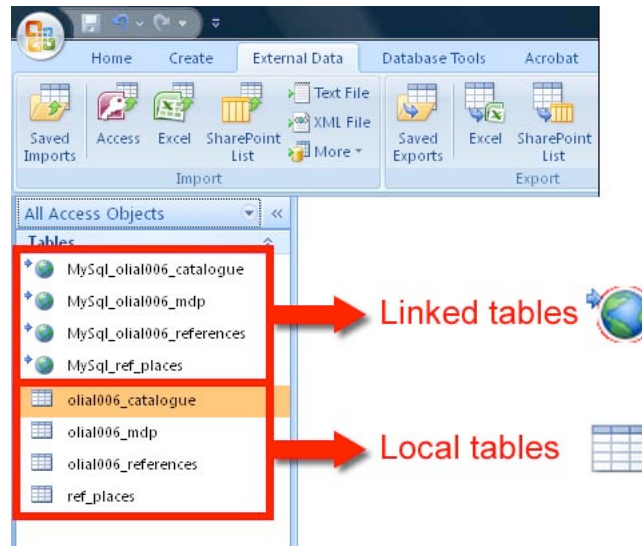 Home Create External Data Database Tools Acrobat
Text File
XML File
More
Saved Imports
Access
Excel
SharePoint List
Saved Exports
Excel
SharePoint List
Import
Export
All Access Objects
Tables
MySql_olial006_catalogue
MySql_olial006_mdp
MySql_olial006_references
MySql_ref_places
Linked tables
olial006_catalogue
olial006_mdp
olial006_references
ref_places
Local tables